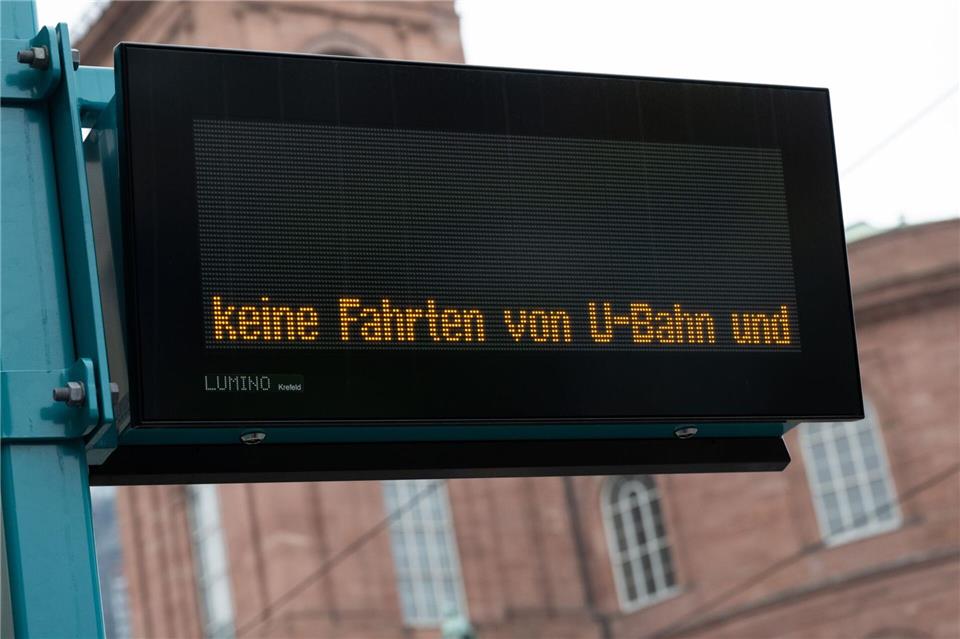 keine Fahrten von U-Bahn und
LUMINO Krefeld